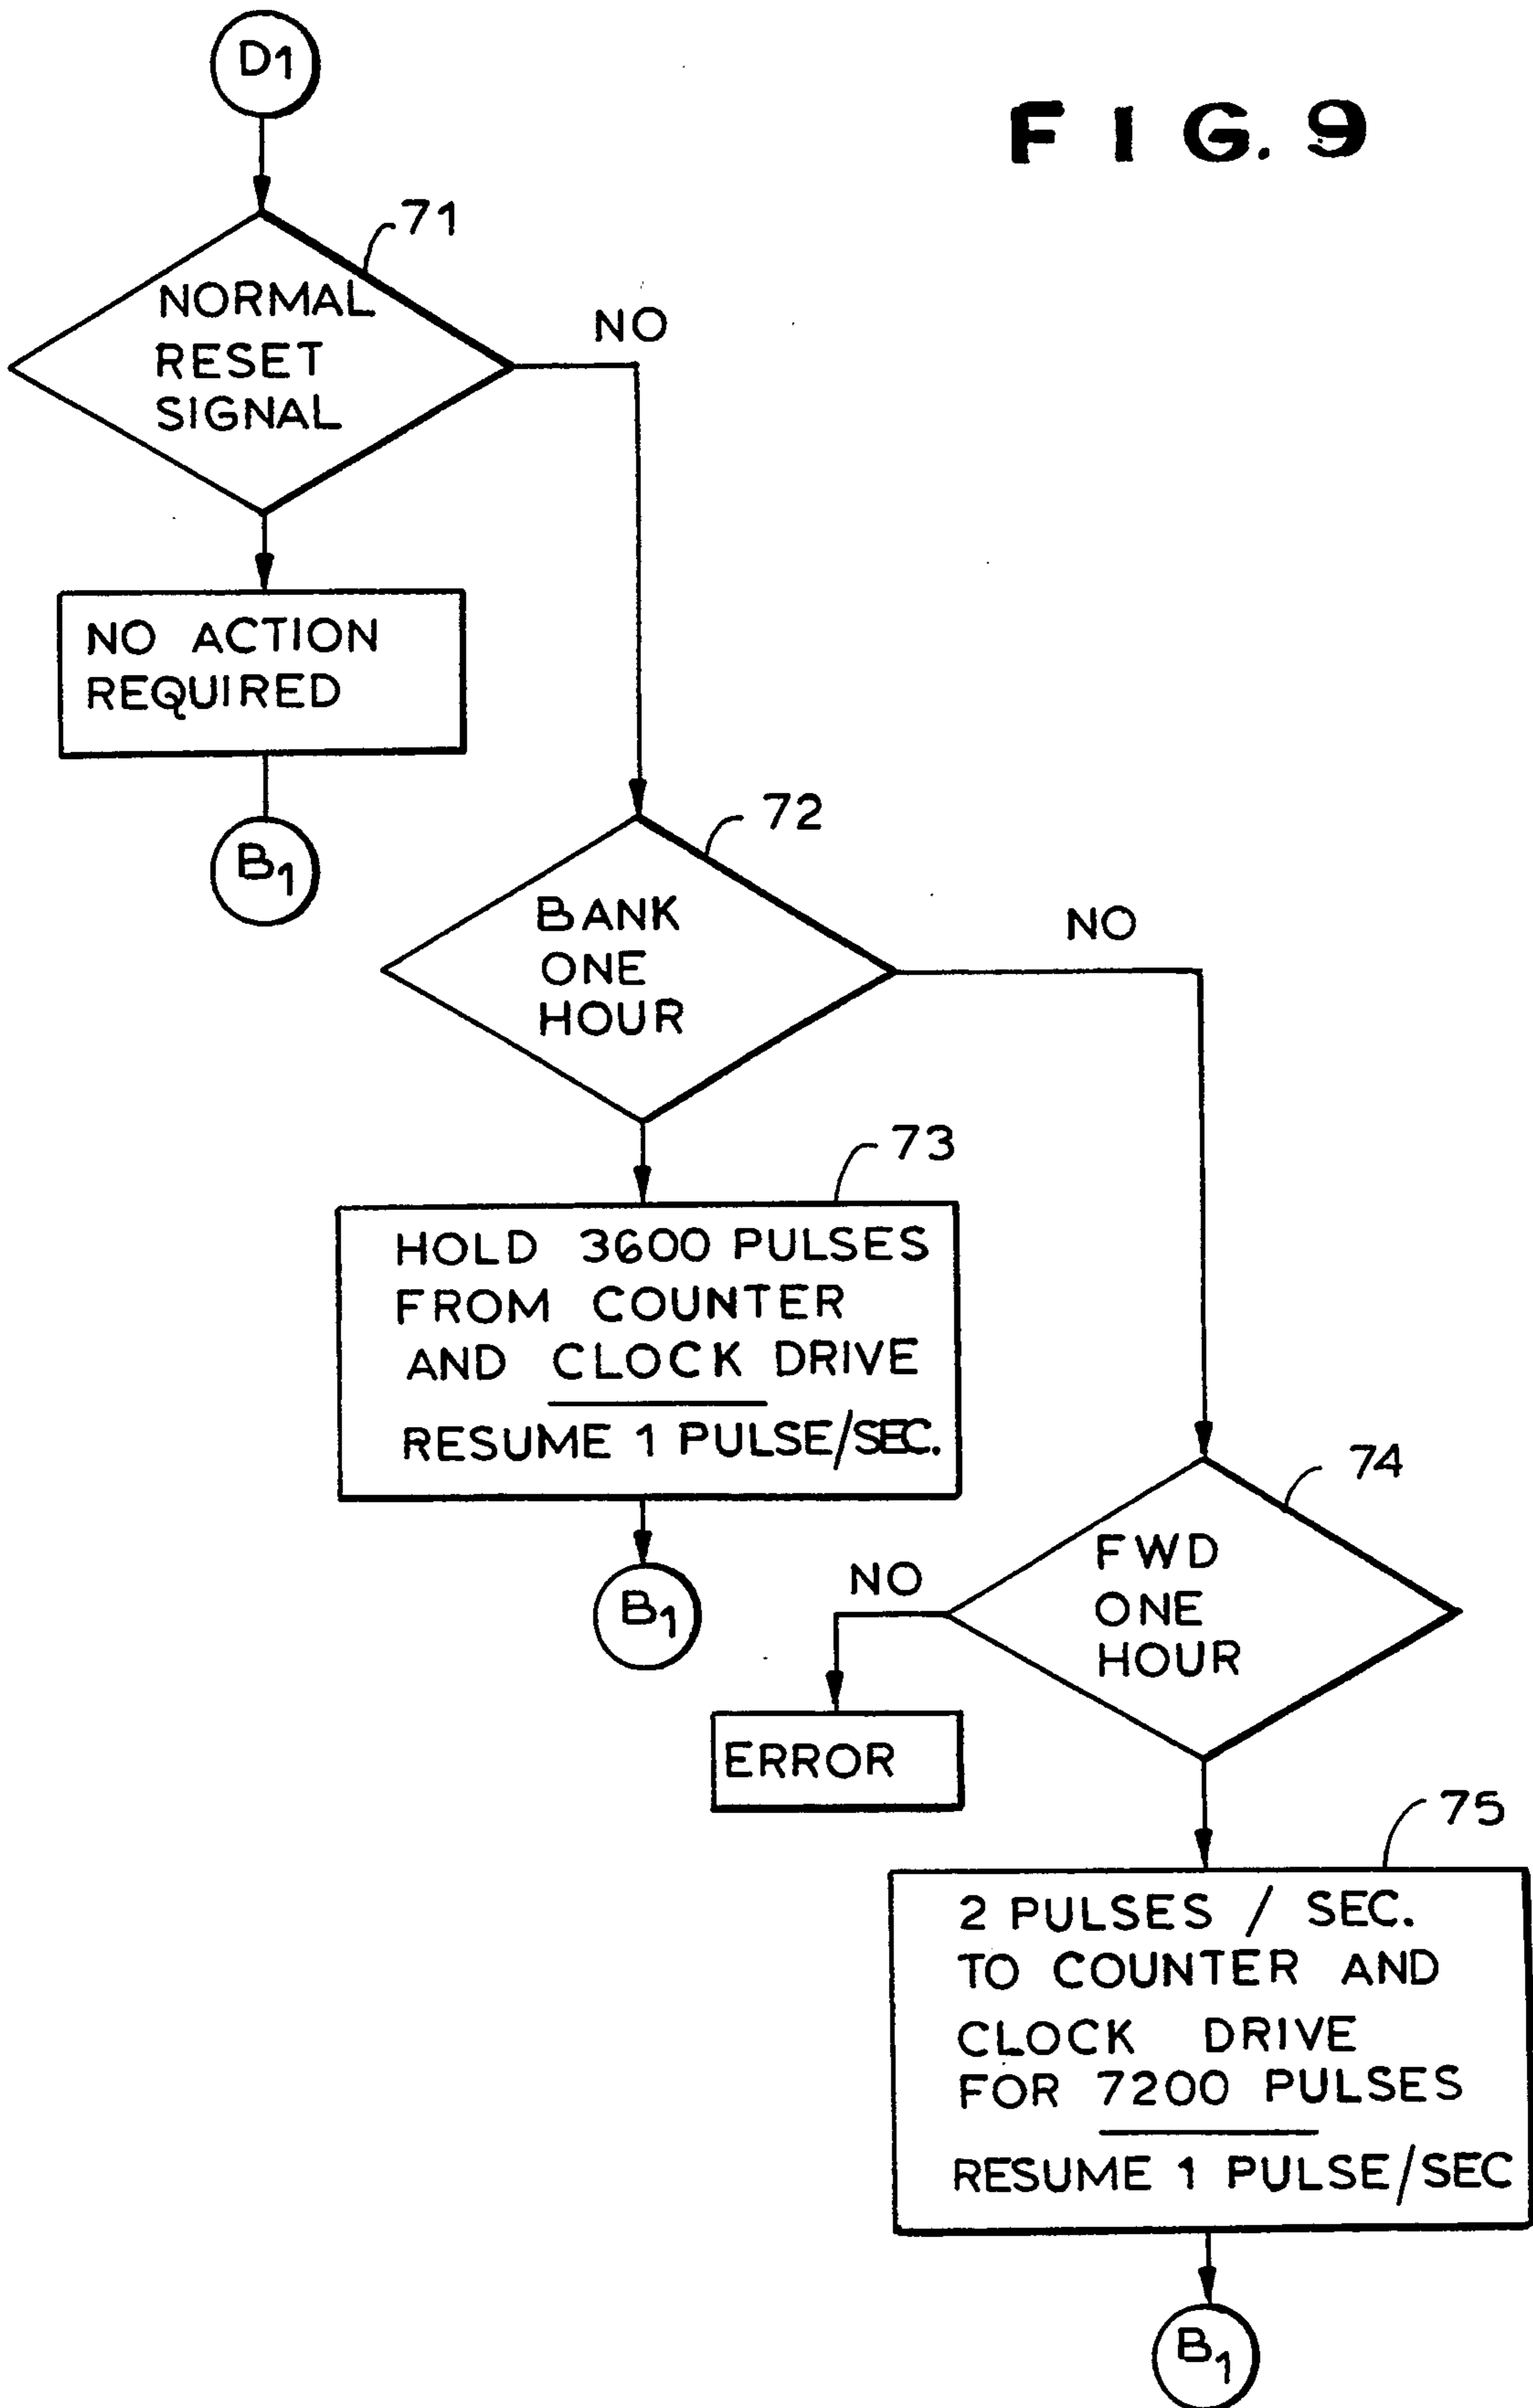 D1
FIG. 9
71
NORMAL
RESET
SIGNAL
NO
NO ACTION
REQUIRED
B1
72
BANK
ONE
HOUR
NO
73
HOLD 3600 PULSES
FROM COUNTER
AND CLOCK DRIVE
RESUME 1 PULSE/SEC.
B1
74
FWD
ONE
HOUR
NO
ERROR
75
2 PULSES / SEC.
TO COUNTER AND
CLOCK DRIVE
FOR 7200 PULSES
RESUME 1 PULSE/SEC
B1